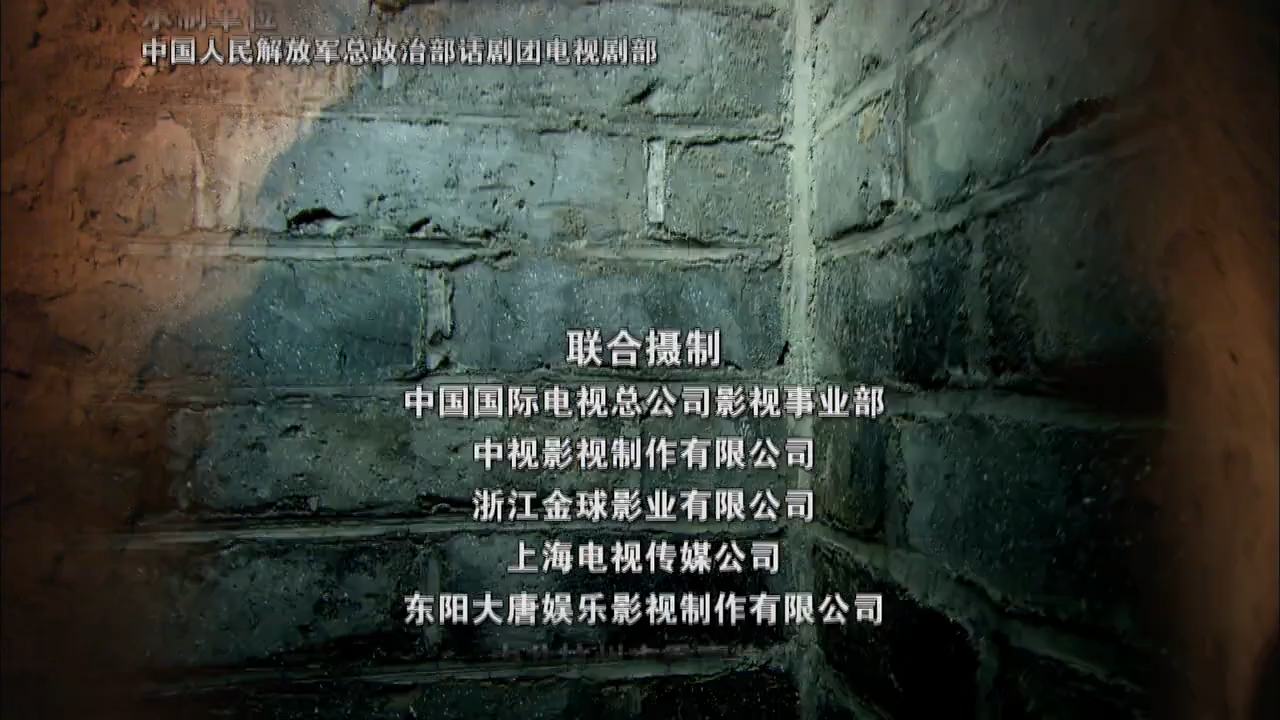 中国人民解放军总政治部话剧团电视剧部
联合摄制
中国国际电视总公司影视事业部
中视影视制作有限公司
浙江金球影业有限公司
上海电视传媒公司
东阳大唐娱乐影视制作有限公司